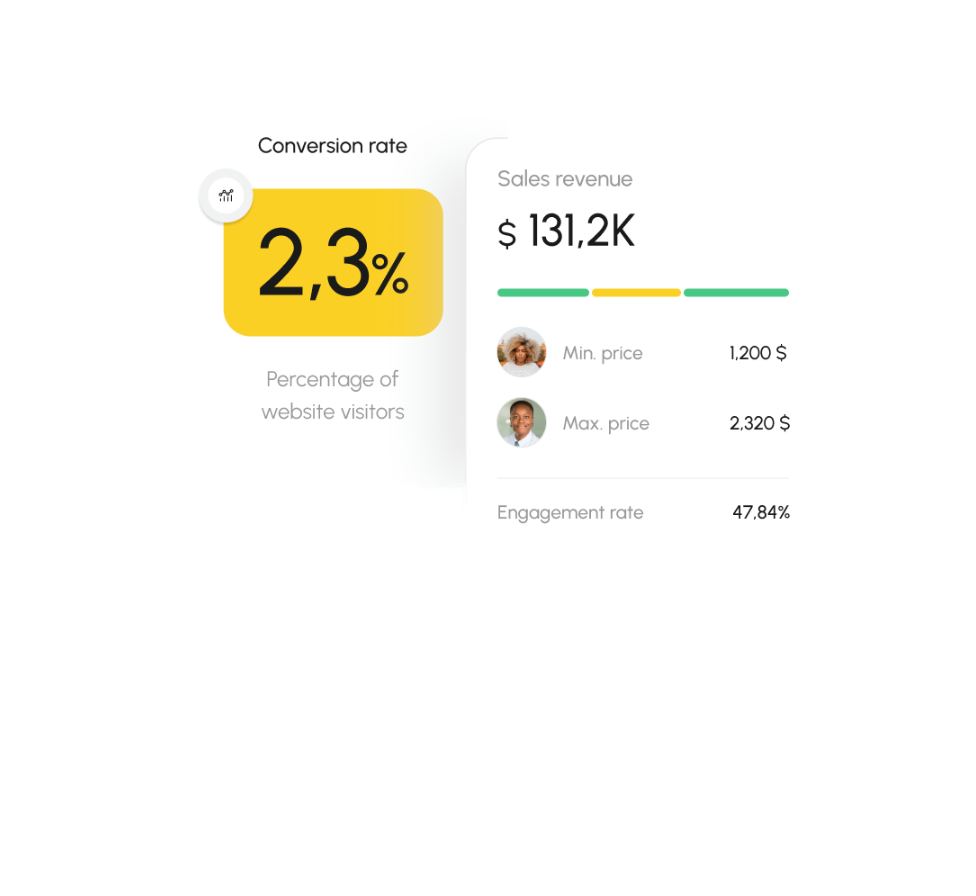 Conversion rate
2,3%
Percentage of
website visitors
Sales revenue
$ 131,2K
Min. price 1,200 $
Max. price 2,320 $
Engagement rate 47,84%